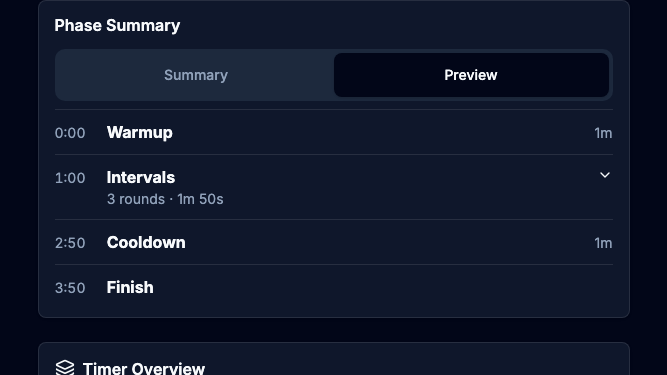 Phase Summary
Summary Preview
0:00 Warmup 1m
1:00 Intervals
3 rounds · 1m 50s
2:50 Cooldown 1m
3:50 Finish
Timer Overview